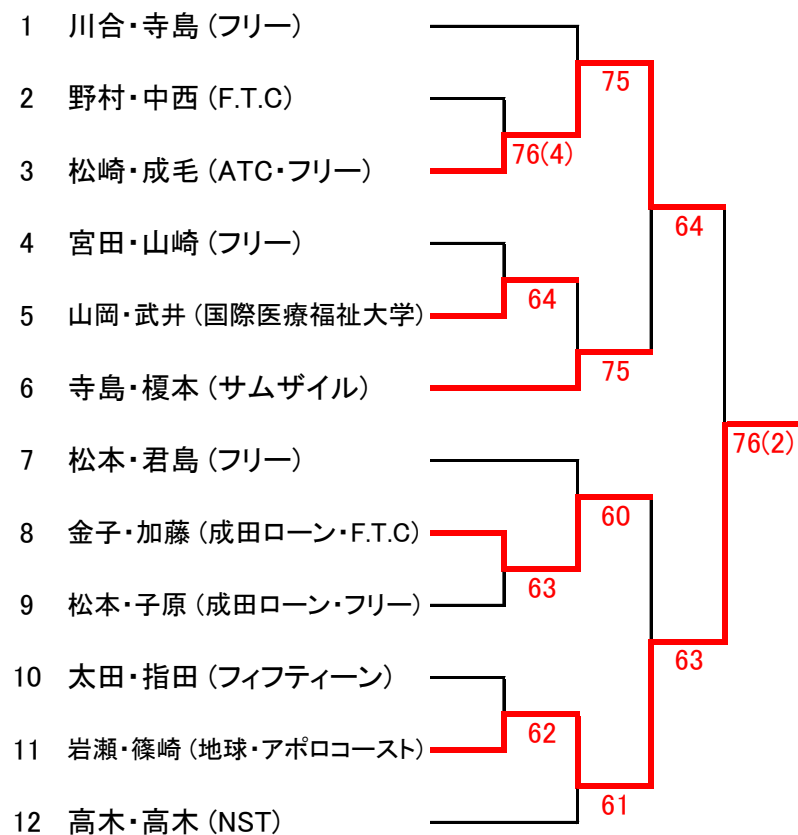 1 川合・寺島 (フリー)
75
2 野村・中西 (F.T.C)
76(4)
3 松崎・成毛 (ATC・フリー)
64
4 宮田・山崎 (フリー)
64
5 山岡・武井 (国際医療福祉大学)
75
6 寺島・榎本 (サムザイル)
76(2)
7 松本・君島 (フリー)
60
8 金子・加藤 (成田ローン・F.T.C)
63
9 松本・子原 (成田ローン・フリー)
63
10 太田・指田 (フィフティーン)
62
11 岩瀬・篠崎 (地球・アポロコースト)
61
12 高木・高木 (NST)